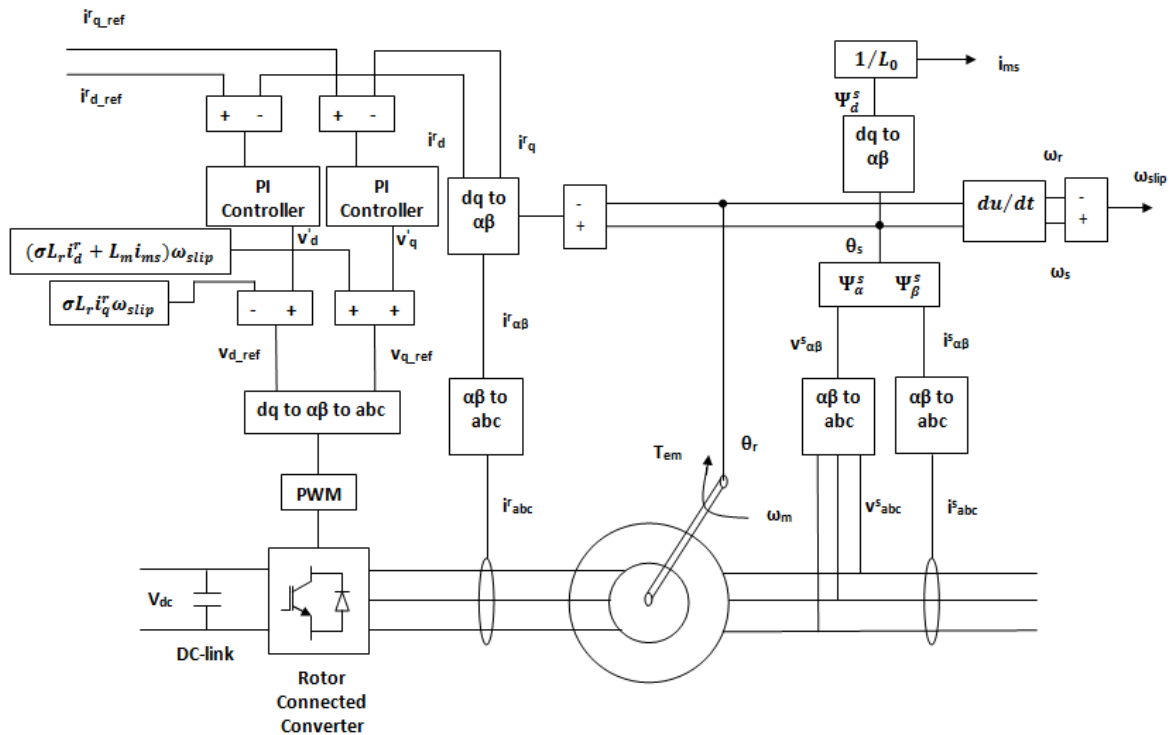 i^r_q_ref
i^r_d_ref
+ -
+ -
i^r_d
i^r_q
PI
Controller
PI
Controller
v'_d
v'_q
(σL_r i^r_d + L_m i_ms)ω_slip
σL_r i^r_q ω_slip
- +
+ +
v_d_ref
v_q_ref
dq to αβ to abc
PWM
dq to
αβ
i^r_αβ
αβ to
abc
i^r_abc
-
+
1/L_0
i_ms
Ψ^s_d
dq to
αβ
ω_r
du/dt
-
+
ω_slip
ω_s
θ_s
Ψ^s_α Ψ^s_β
v^s_αβ
i^s_αβ
αβ to
abc
αβ to
abc
v^s_abc
i^s_abc
T_em
θ_r
ω_m
V_dc
DC-link
Rotor
Connected
Converter